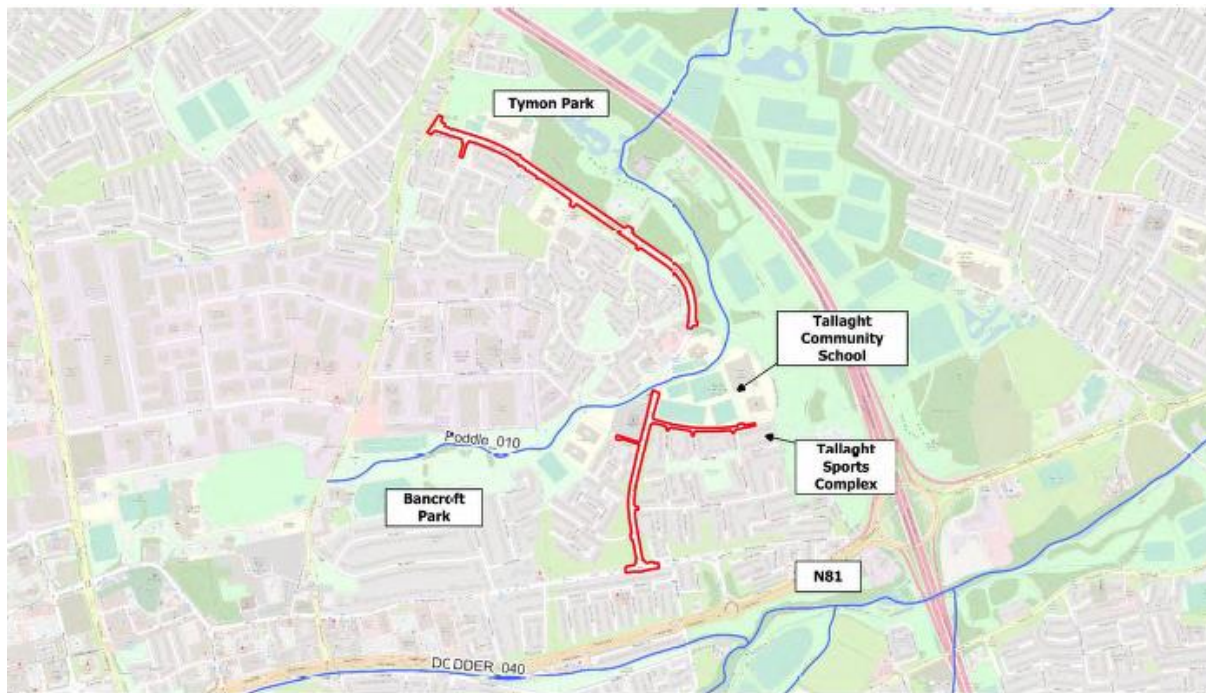 Tymon Park
Tallaght
Community
School
Poddle_010
Tallaght
Sports
Complex
Bancroft
Park
N81
DODDER_040